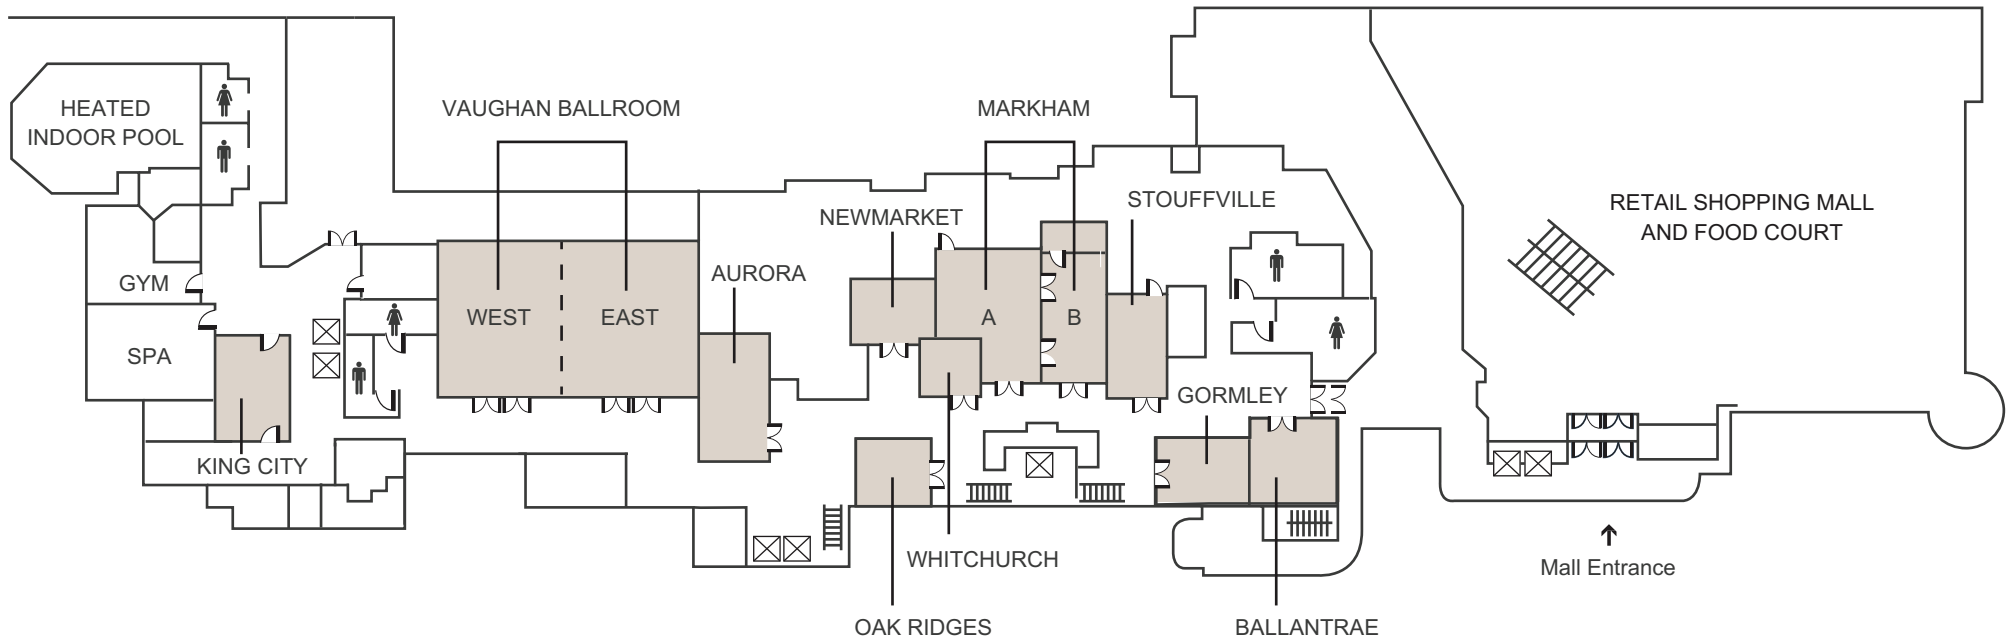 HEATED
INDOOR POOL
VAUGHAN BALLROOM
MARKHAM
STOUFFVILLE
RETAIL SHOPPING MALL
AND FOOD COURT
NEWMARKET
AURORA
GYM
WEST
EAST
A
B
SPA
GORMLEY
KING CITY
WHITCHURCH
Mall Entrance
OAK RIDGES
BALLANTRAE